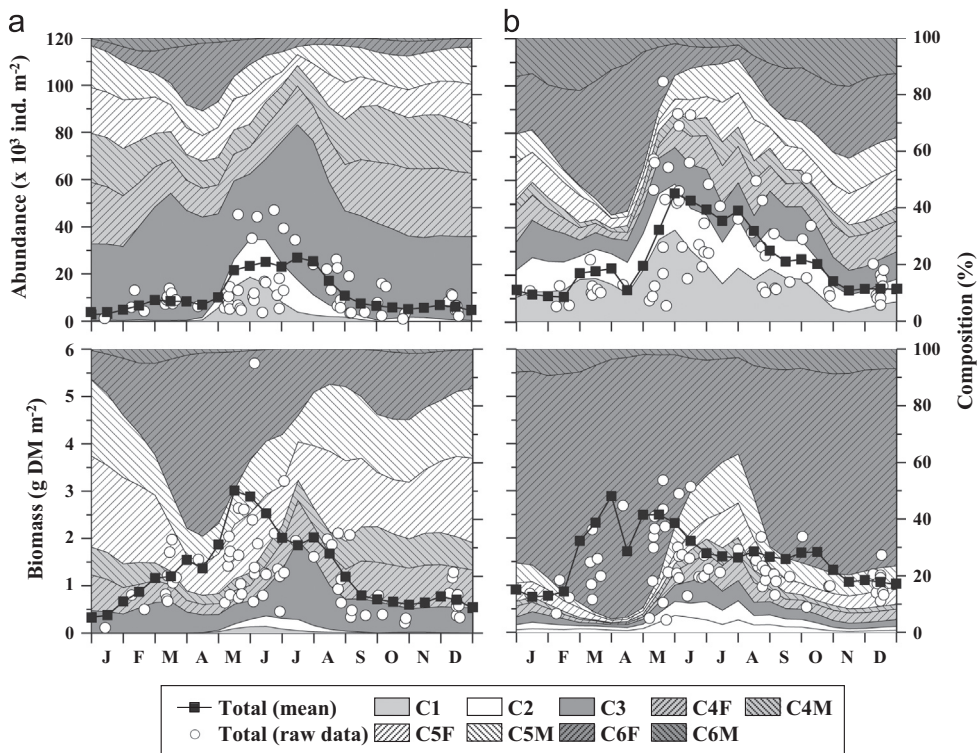 a
b
120
100
80
60
40
20
0
Abundance (x 10³ ind. m⁻²)
100
80
60
40
20
0
6
5
4
3
2
1
0
Biomass (g DM m⁻²)
100
80
60
40
20
0
Composition (%)
J F M A M J J A S O N D
J F M A M J J A S O N D
Total (mean) C1 C2 C3 C4F C4M
Total (raw data) C5F C5M C6F C6M